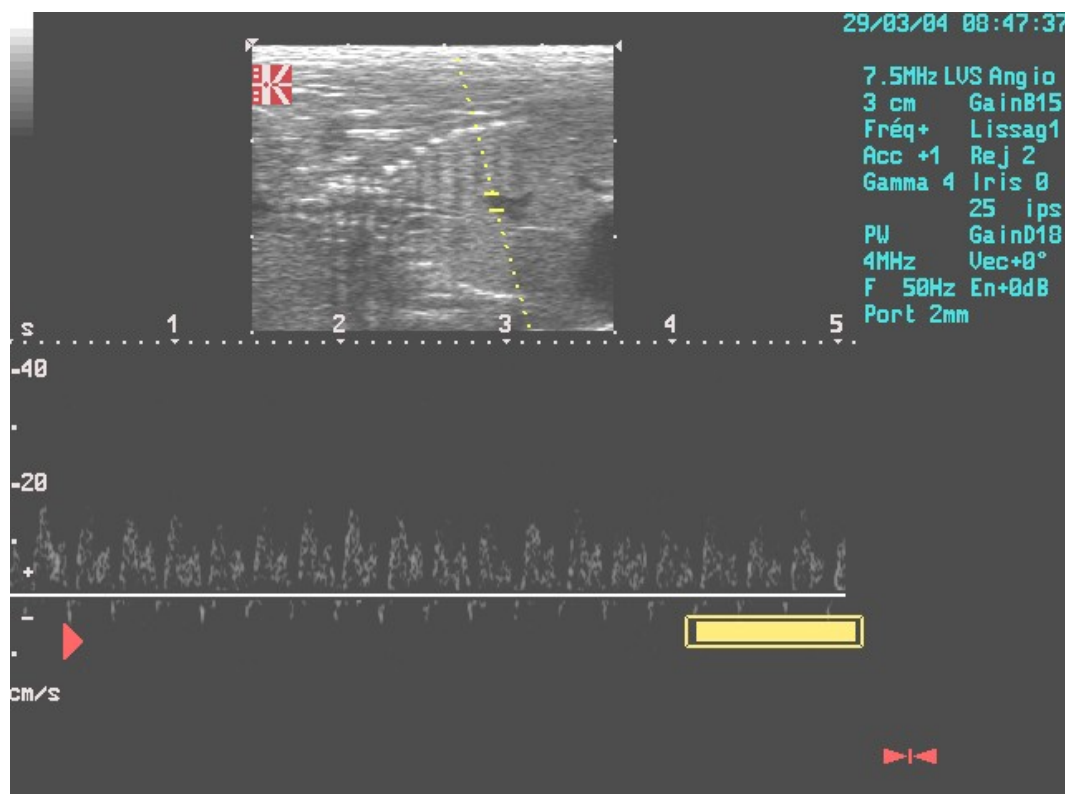 29/03/04 08:47:37
7.5MHz LVS Angio
3 cm GainB15
Fréq+ Lissag1
Acc +1 Rej 2
Gamma 4 Iris 0
25 ips
PW GainD18
4MHz Vec+0°
F 50Hz En+0dB
Port 2mm
s 1 2 3 4 5
-40
-20
+
-
cm/s